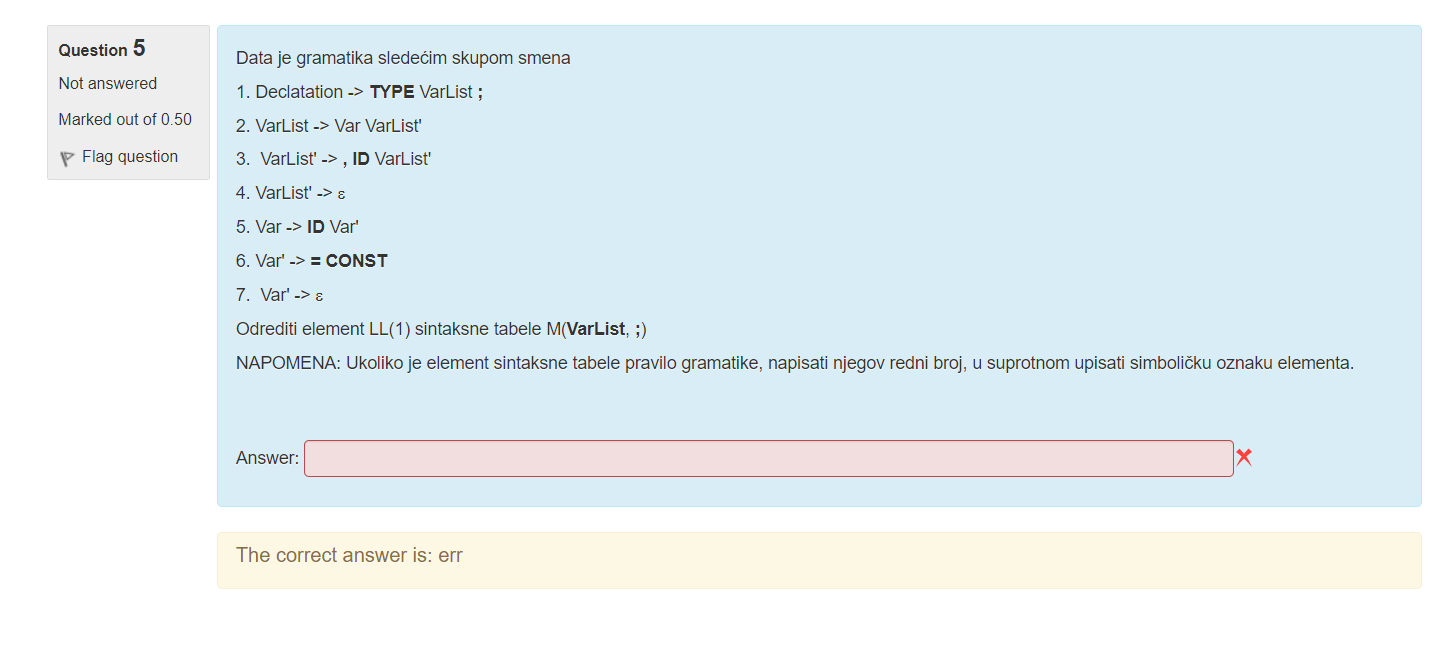 Question 5
Not answered
Marked out of 0.50
Flag question
Data je gramatika sledećim skupom smena
1. Declatation -> TYPE VarList ;
2. VarList -> Var VarList'
3. VarList' -> , ID VarList'
4. VarList' -> ε
5. Var -> ID Var'
6. Var' -> = CONST
7. Var' -> ε
Odrediti element LL(1) sintaksne tabele M(VarList, ;)
NAPOMENA: Ukoliko je element sintaksne tabele pravilo gramatike, napisati njegov redni broj, u suprotnom upisati simboličku oznaku elementa.
Answer:
The correct answer is: err